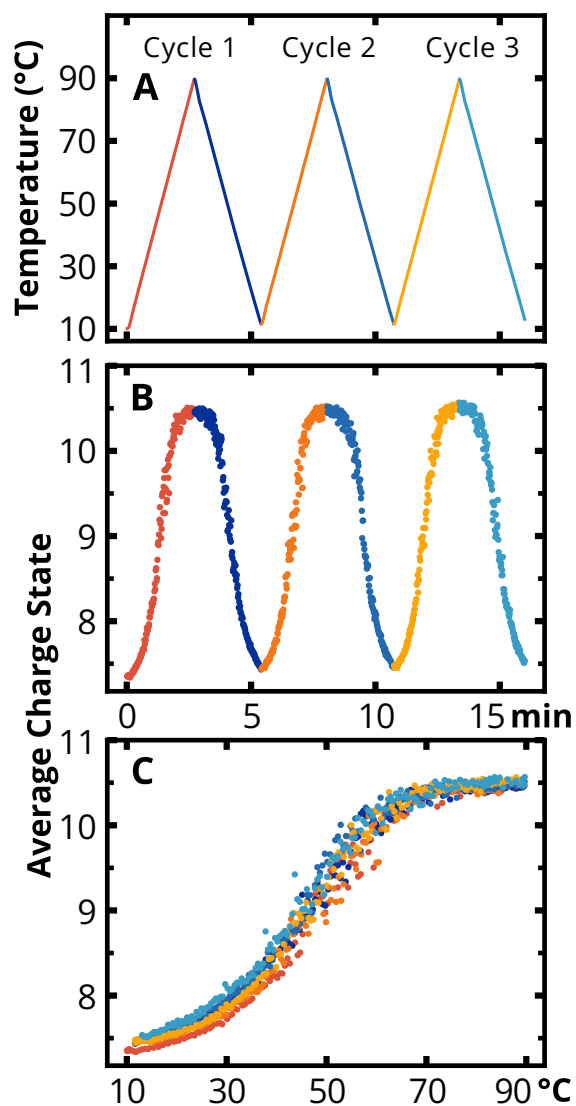 Cycle 1 Cycle 2 Cycle 3
A
90
70
50
30
10
Temperature (°C)
B
11
10
9
8
0 5 10 15 min
Average Charge State
C
11
10
9
8
10 30 50 70 90 °C